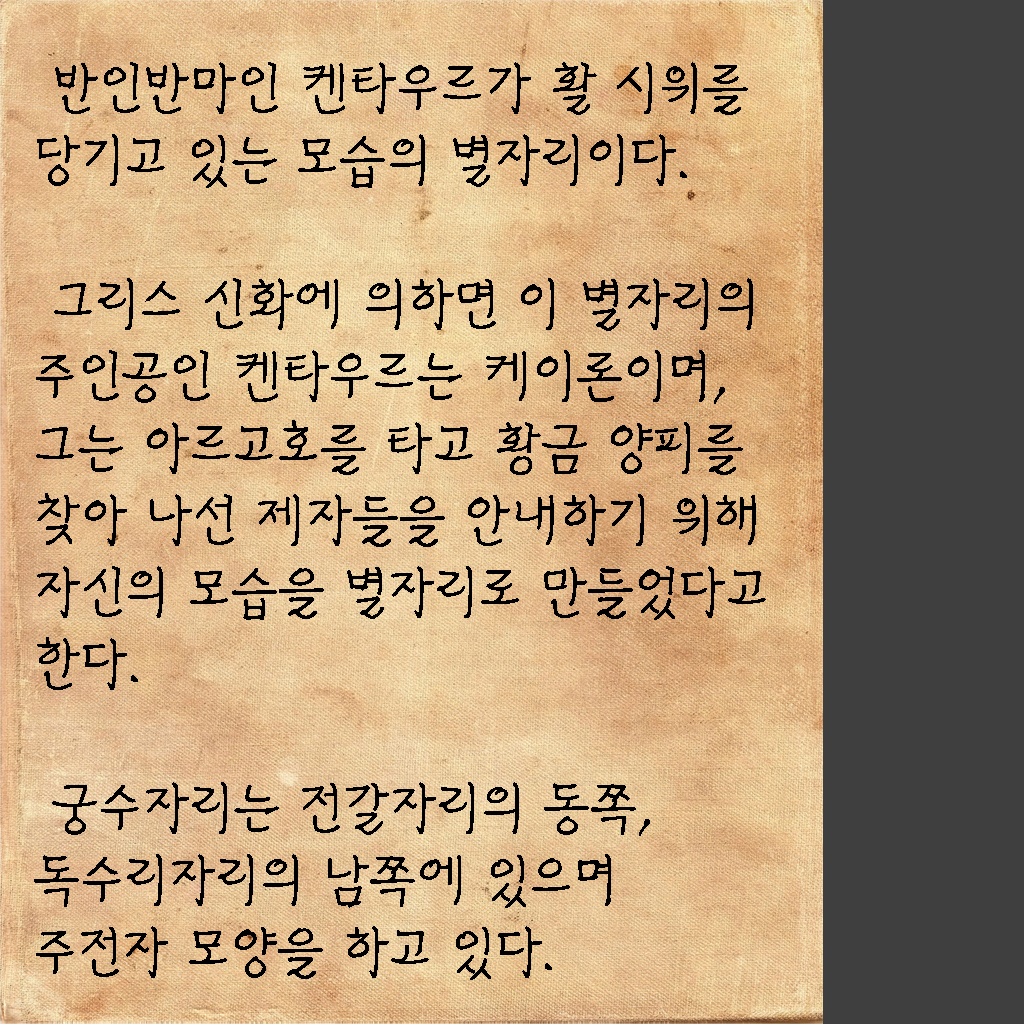 반인반마인 켄타우르가 활 시위를
당기고 있는 모습의 별자리이다.
그리스 신화에 의하면 이 별자리의
주인공인 켄타우르는 케이론이며,
그는 아르고호를 타고 황금 양피를
찾아 나선 제자들을 안내하기 위해
자신의 모습을 별자리로 만들었다고
한다.
궁수자리는 전갈자리의 동쪽,
독수리자리의 남쪽에 있으며
주전자 모양을 하고 있다.